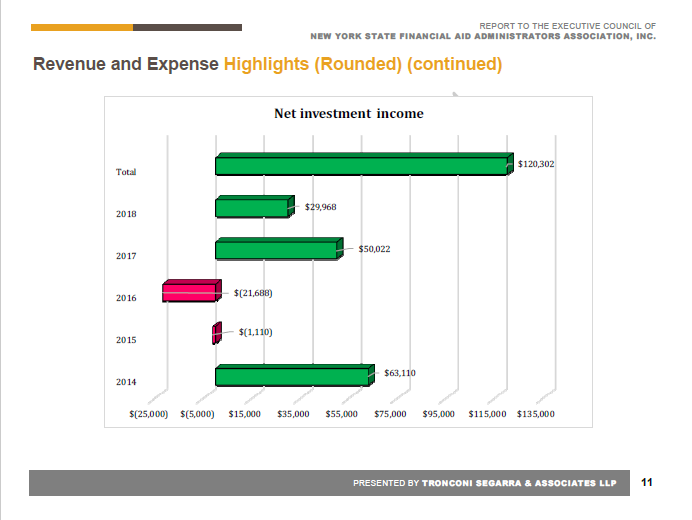 REPORT TO THE EXECUTIVE COUNCIL OF
NEW YORK STATE FINANCIAL AID ADMINISTRATORS ASSOCIATION, INC.
Revenue and Expense Highlights (Rounded) (continued)
Net investment income
Total $120,302
2018 $29,968
2017 $50,022
2016 $(21,688)
2015 $(1,110)
2014 $63,110
$(25,000) $(5,000) $15,000 $35,000 $55,000 $75,000 $95,000 $115,000 $135,000
PRESENTED BY TRONCONI SEGARRA & ASSOCIATES LLP 11